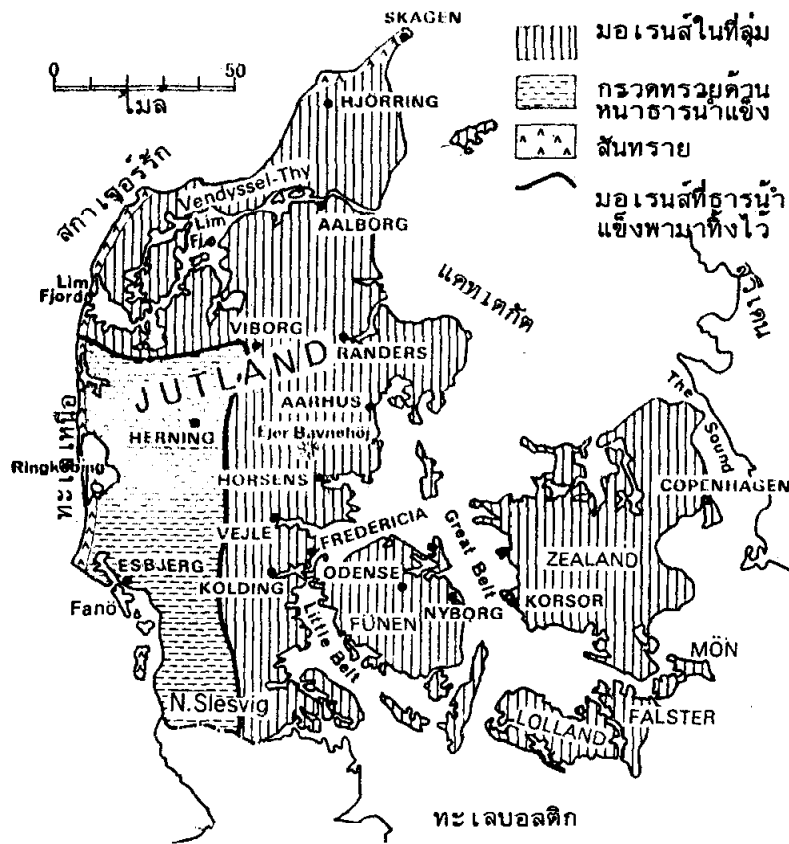 SKAGEN
มอเรนส์ในที่ลุ่ม
0 50
ไมล
กรวดทรายด้าน
หน้าธารน้ำแข็ง
HJÖRRING
สันทราย
สกาเจอร์รัก
Vendyssel-Thy
มอเรนส์ที่ธารน้ำ
แข็งพามาทิ้งไว้
AALBORG
Lim
Fj
แคทเตกัต
สวีเดน
Lim
Fjord
VIBORG
RANDERS
JUTLAND
The Sound
AARHUS
ทะเลเหนือ
HERNING
Ejer Bavnehöj
Ringköbing
HORSENS
COPENHAGEN
VEJLE
FREDERICIA
Great Belt
ZEALAND
ESBJERG
KOLDING
ODENSE
Fanö
NYBORG
KORSOR
FÜNEN
Little Belt
MÖN
N.Slesvig
FALSTER
LOLLAND
ทะเลบอลติก